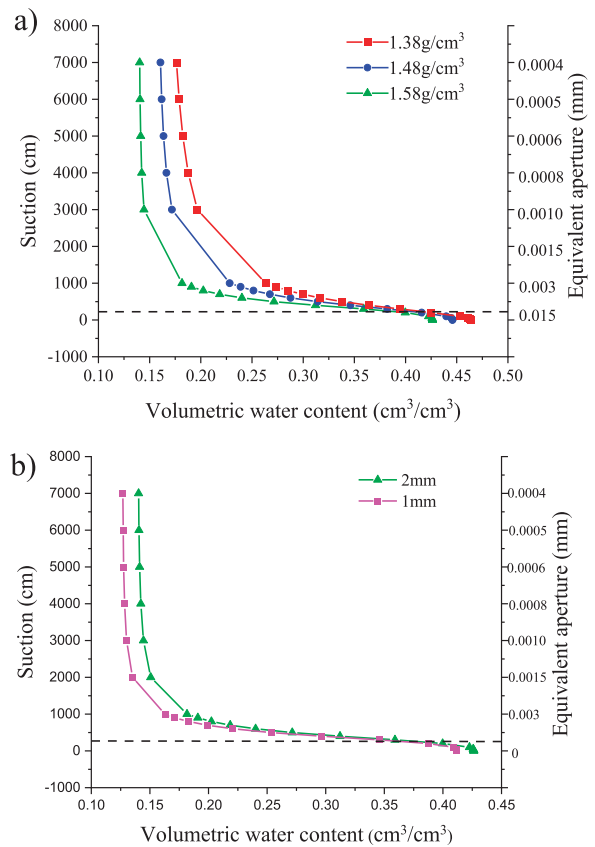 a)
8000
7000
6000
5000
4000
3000
2000
1000
0
-1000
Suction (cm)
1.38g/cm³
1.48g/cm³
1.58g/cm³
0.0004
0.0005
0.0006
0.0008
0.0010
0.0015
0.003
0.015
Equivalent aperture (mm)
0.10 0.15 0.20 0.25 0.30 0.35 0.40 0.45 0.50
Volumetric water content (cm³/cm³)
b)
8000
7000
6000
5000
4000
3000
2000
1000
0
-1000
Suction (cm)
2mm
1mm
0.0004
0.0005
0.0006
0.0008
0.0010
0.0015
0.003
0
Equivalent aperture (mm)
0.10 0.15 0.20 0.25 0.30 0.35 0.40 0.45
Volumetric water content (cm³/cm³)